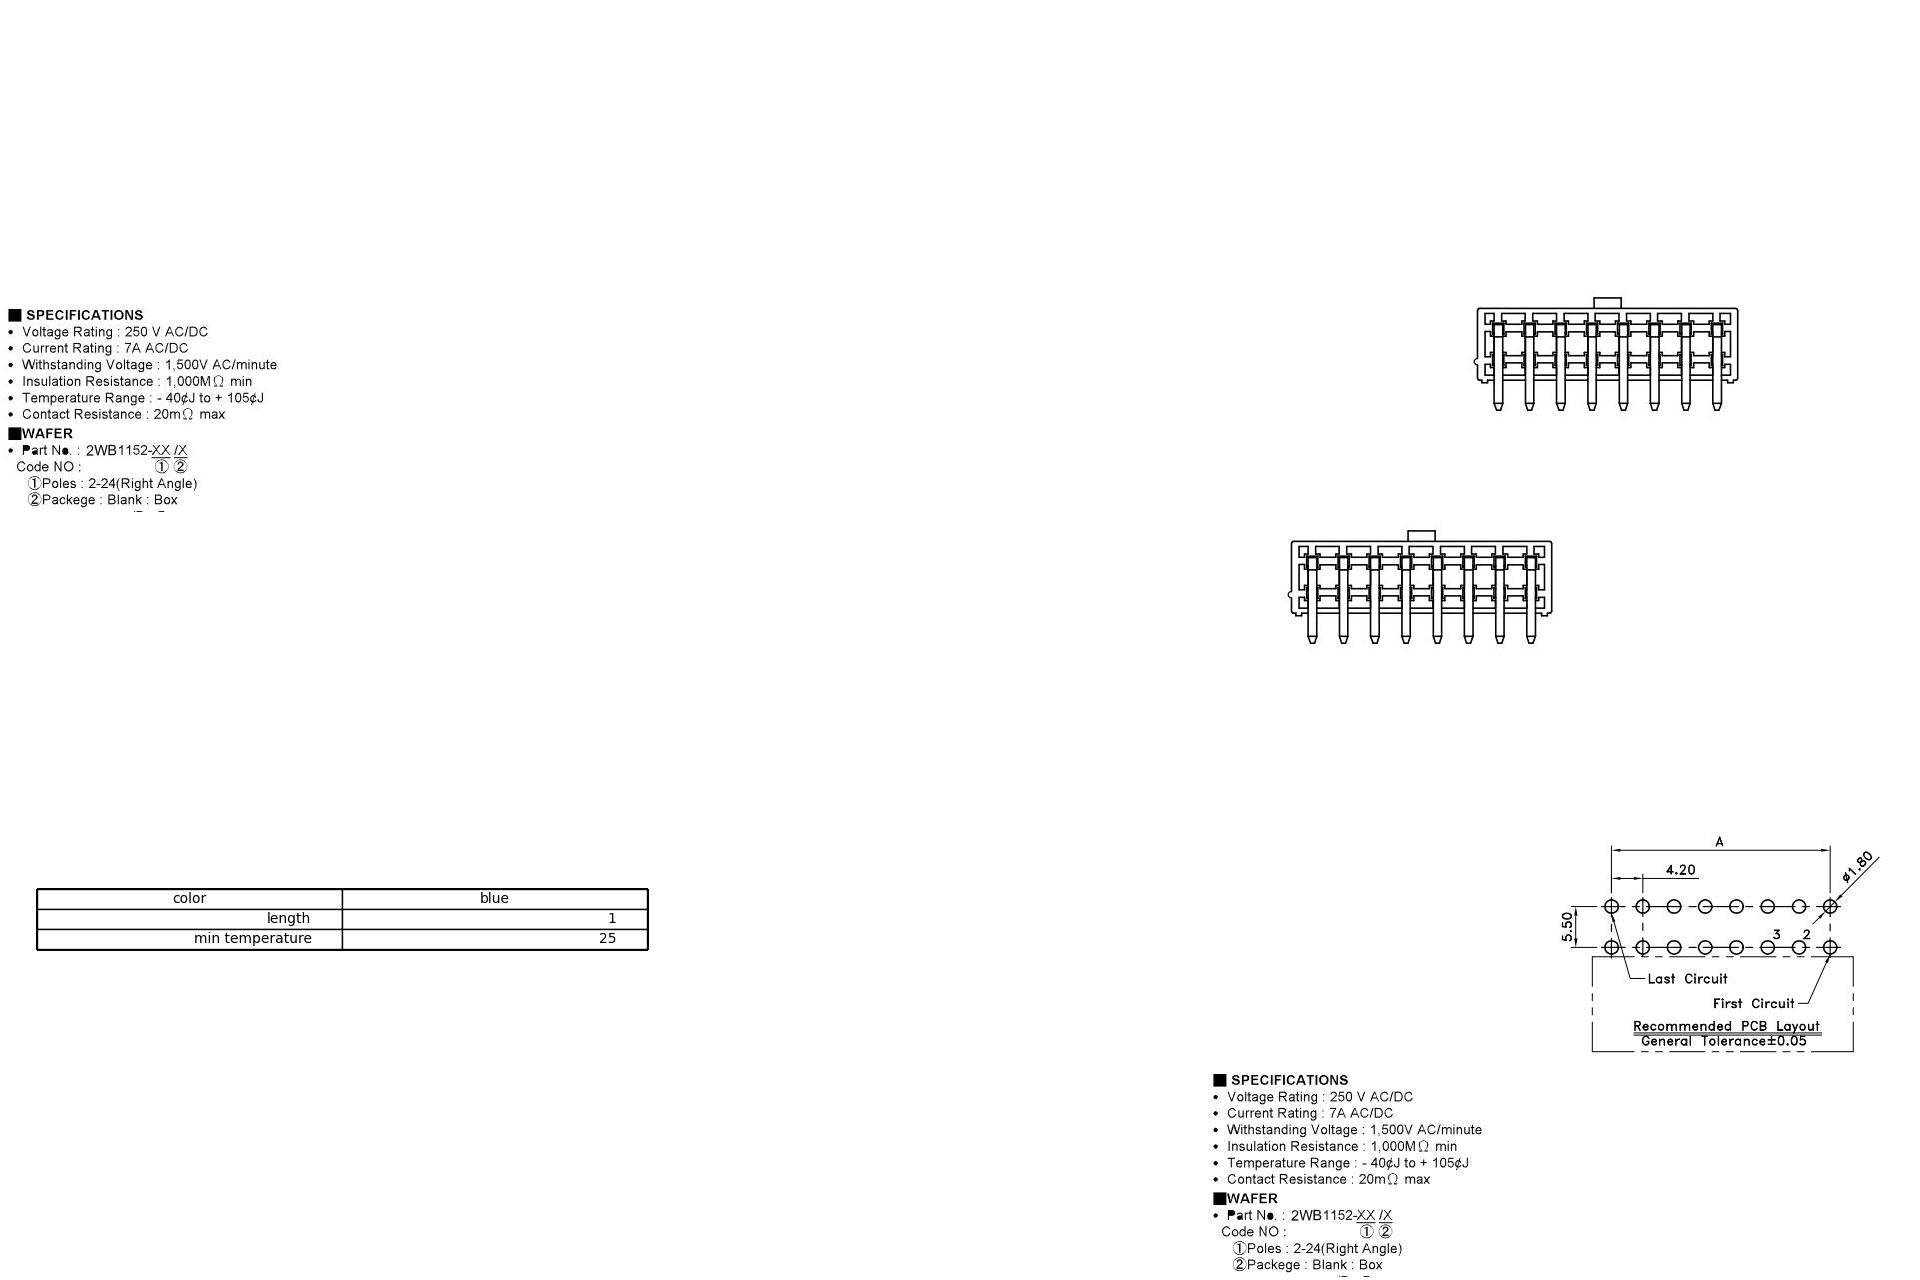 ■ SPECIFICATIONS
• Voltage Rating : 250 V AC/DC
• Current Rating : 7A AC/DC
• Withstanding Voltage : 1,500V AC/minute
• Insulation Resistance : 1,000MΩ min
• Temperature Range : - 40¢J to + 105¢J
• Contact Resistance : 20mΩ max
■WAFER
• Part No. : 2WB1152-XX /X
Code NO : ① ②
①Poles : 2-24(Right Angle)
②Packege : Blank : Box
color blue
length 1
min temperature 25
A
4.20
ø1.80
5.50
3 2
Last Circuit
First Circuit
Recommended PCB Layout
General Tolerance±0.05
■ SPECIFICATIONS
• Voltage Rating : 250 V AC/DC
• Current Rating : 7A AC/DC
• Withstanding Voltage : 1,500V AC/minute
• Insulation Resistance : 1,000MΩ min
• Temperature Range : - 40¢J to + 105¢J
• Contact Resistance : 20mΩ max
■WAFER
• Part No. : 2WB1152-XX /X
Code NO : ① ②
①Poles : 2-24(Right Angle)
②Packege : Blank : Box